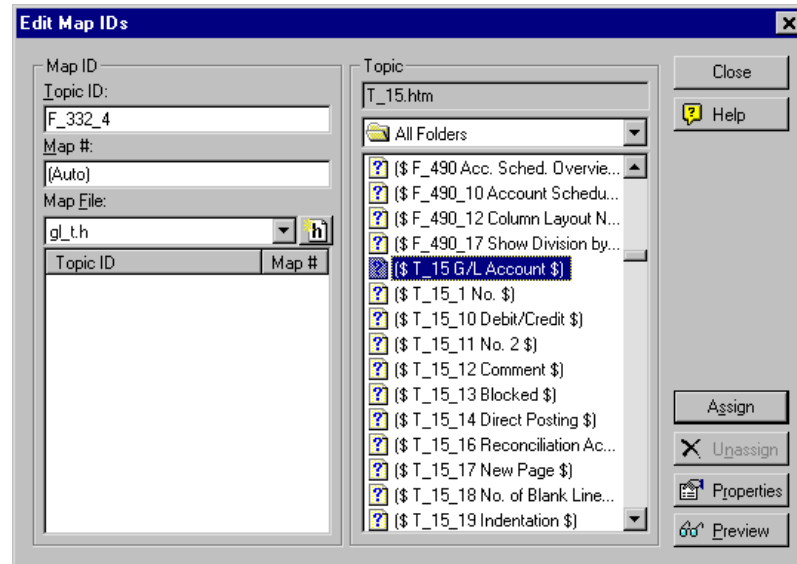 Edit Map IDs
Map ID
Topic ID:
F_332_4
Map #:
(Auto)
Map File:
gl_t.h
h
Topic ID Map #
Topic
T_15.htm
All Folders
($ F_490 Acc. Sched. Overvie...
($ F_490_10 Account Schedu...
($ F_490_12 Column Layout N...
($ F_490_17 Show Division by...
($ T_15 G/L Account $)
($ T_15_1 No. $)
($ T_15_10 Debit/Credit $)
($ T_15_11 No. 2 $)
($ T_15_12 Comment $)
($ T_15_13 Blocked $)
($ T_15_14 Direct Posting $)
($ T_15_16 Reconciliation Ac...
($ T_15_17 New Page $)
($ T_15_18 No. of Blank Line...
($ T_15_19 Indentation $)
Close
Help
Assign
Unassign
Properties
Preview